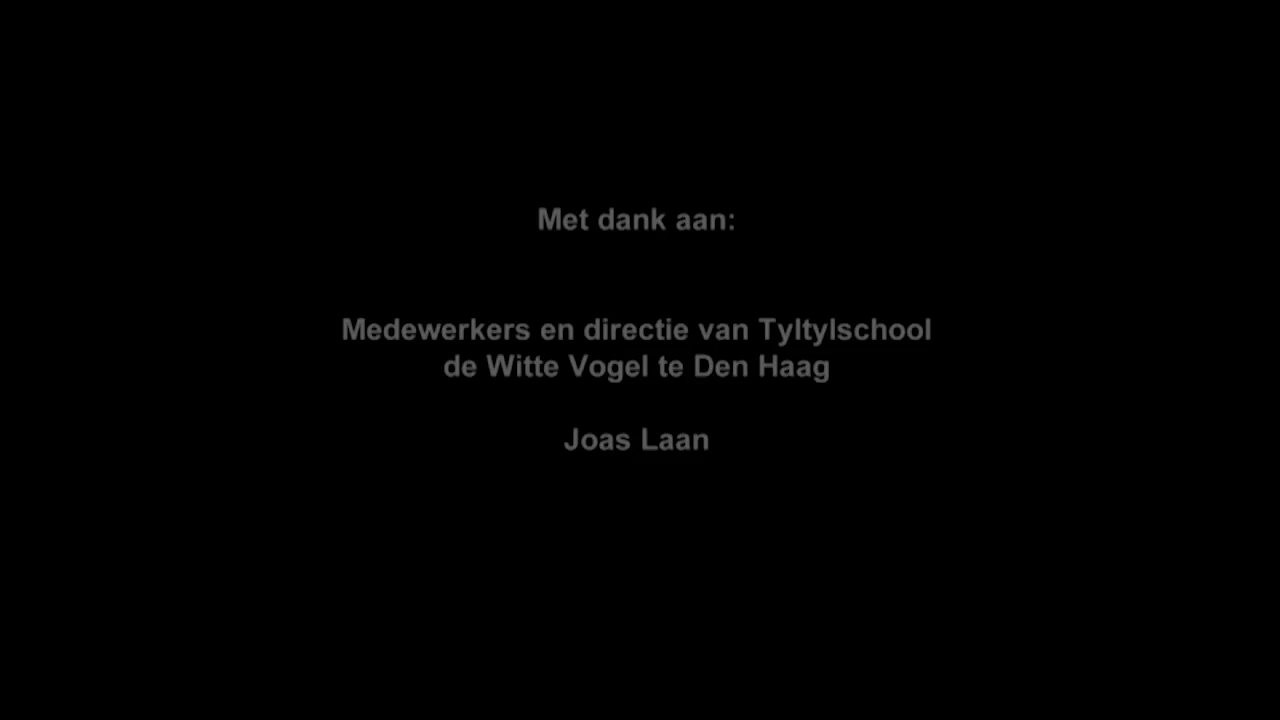 Met dank aan:
Medewerkers en directie van Tyltylschool
de Witte Vogel te Den Haag
Joas Laan